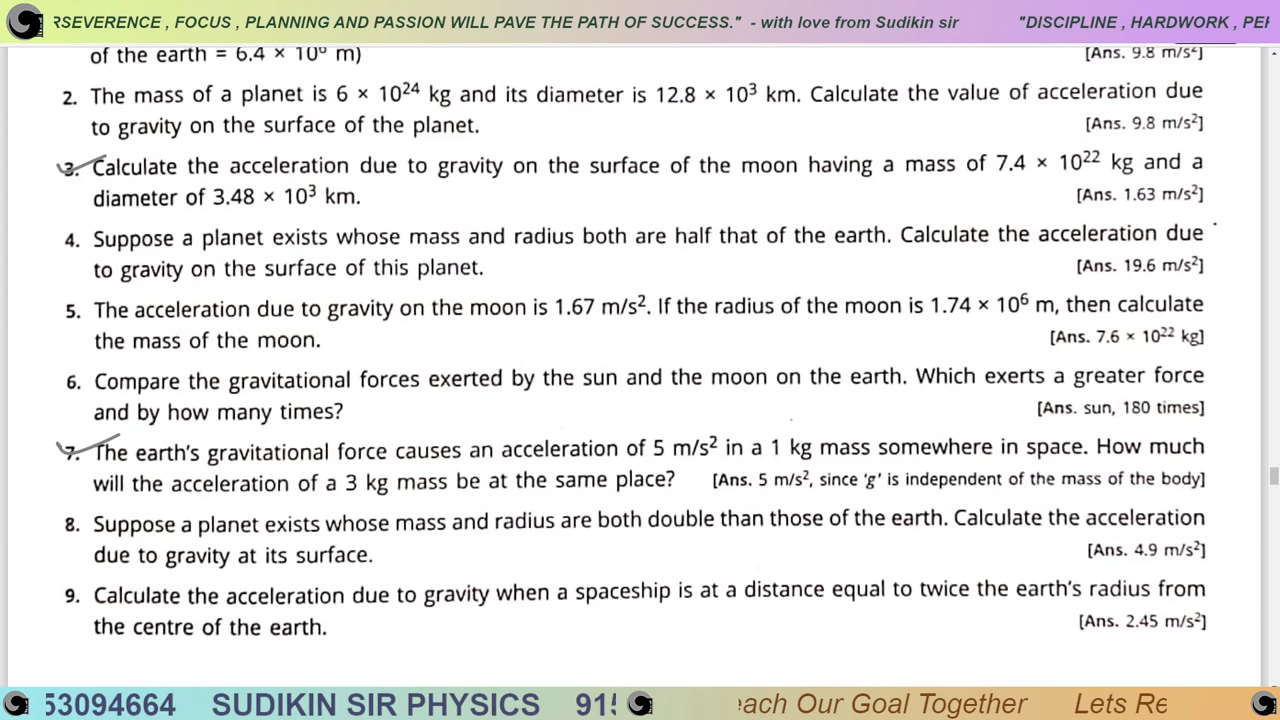 RSEVERENCE , FOCUS , PLANNING AND PASSION WILL PAVE THE PATH OF SUCCESS." - with love from Sudikin sir "DISCIPLINE , HARDWORK , PER
of the earth = 6.4 × 10⁶ m) [Ans. 9.8 m/s²]
2. The mass of a planet is 6 × 10²⁴ kg and its diameter is 12.8 × 10³ km. Calculate the value of acceleration due
to gravity on the surface of the planet. [Ans. 9.8 m/s²]
3. Calculate the acceleration due to gravity on the surface of the moon having a mass of 7.4 × 10²² kg and a
diameter of 3.48 × 10³ km. [Ans. 1.63 m/s²]
4. Suppose a planet exists whose mass and radius both are half that of the earth. Calculate the acceleration due
to gravity on the surface of this planet. [Ans. 19.6 m/s²]
5. The acceleration due to gravity on the moon is 1.67 m/s². If the radius of the moon is 1.74 × 10⁶ m, then calculate
the mass of the moon. [Ans. 7.6 × 10²² kg]
6. Compare the gravitational forces exerted by the sun and the moon on the earth. Which exerts a greater force
and by how many times? [Ans. sun, 180 times]
7. The earth's gravitational force causes an acceleration of 5 m/s² in a 1 kg mass somewhere in space. How much
will the acceleration of a 3 kg mass be at the same place? [Ans. 5 m/s², since 'g' is independent of the mass of the body]
8. Suppose a planet exists whose mass and radius are both double than those of the earth. Calculate the acceleration
due to gravity at its surface. [Ans. 4.9 m/s²]
9. Calculate the acceleration due to gravity when a spaceship is at a distance equal to twice the earth's radius from
the centre of the earth. [Ans. 2.45 m/s²]
53094664 SUDIKIN SIR PHYSICS 915 each Our Goal Together Lets Re